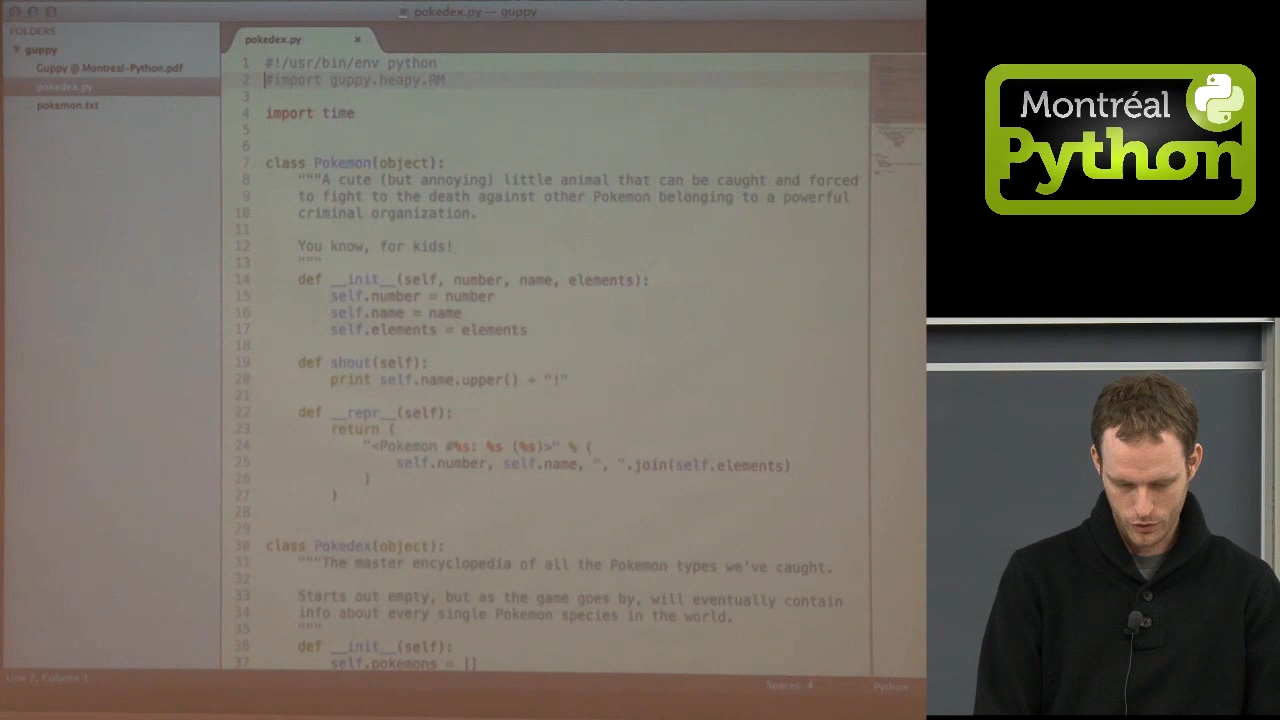 pokedex.py — guppy
FOLDERS
guppy
Guppy @ Montreal-Python.pdf
pokedex.py
pokemon.txt
pokedex.py ×
1 #!/usr/bin/env python
2 #import guppy.heapy.RM
3
4 import time
5
6
7 class Pokemon(object):
8 """A cute (but annoying) little animal that can be caught and forced
9 to fight to the death against other Pokemon belonging to a powerful
10 criminal organization.
11
12 You know, for kids!
13 """
14 def __init__(self, number, name, elements):
15 self.number = number
16 self.name = name
17 self.elements = elements
18
19 def shout(self):
20 print self.name.upper() + "!"
21
22 def __repr__(self):
23 return (
24 "<Pokemon #%s: %s (%s)>" % (
25 self.number, self.name, ", ".join(self.elements)
26 )
27 )
28
29
30 class Pokedex(object):
31 """The master encyclopedia of all the Pokemon types we've caught.
32
33 Starts out empty, but as the game goes by, will eventually contain
34 info about every single Pokemon species in the world.
35 """
36 def __init__(self):
37 self.pokemons = []
Line 2, Column 1
Spaces: 4
Python
Montréal
Python